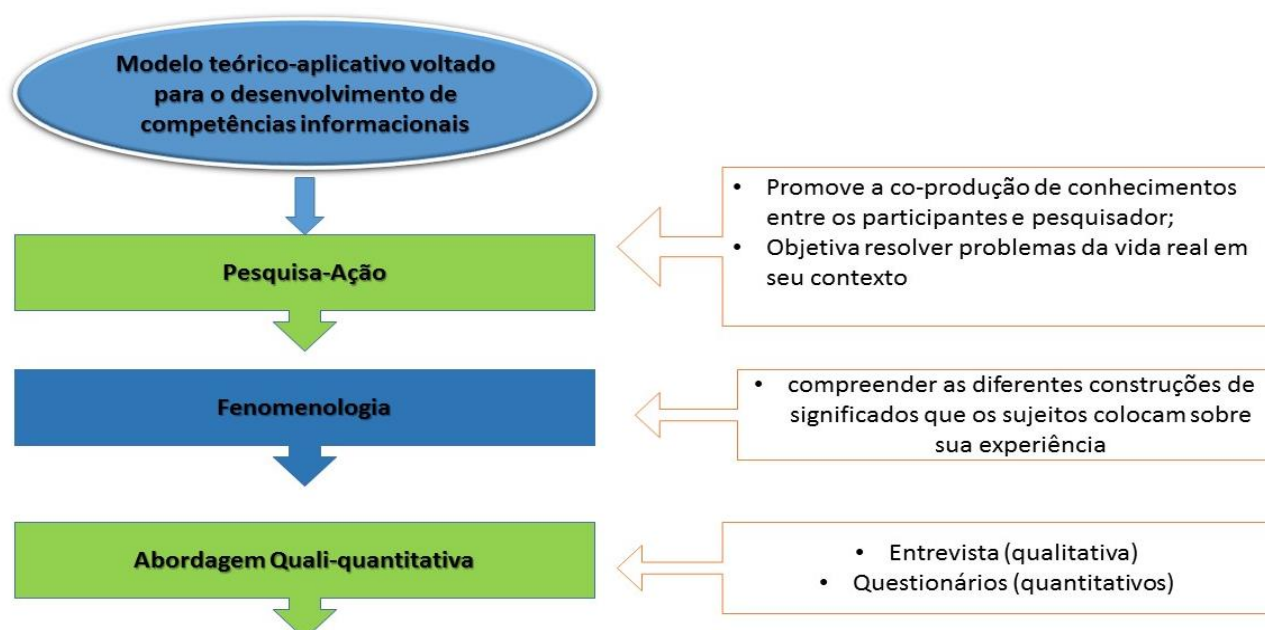 Modelo teórico-aplicativo voltado
para o desenvolvimento de
competências informacionais
Pesquisa-Ação
• Promove a co-produção de conhecimentos
entre os participantes e pesquisador;
• Objetiva resolver problemas da vida real em
seu contexto
Fenomenologia
• compreender as diferentes construções de
significados que os sujeitos colocam sobre
sua experiência
Abordagem Quali-quantitativa
• Entrevista (qualitativa)
• Questionários (quantitativos)